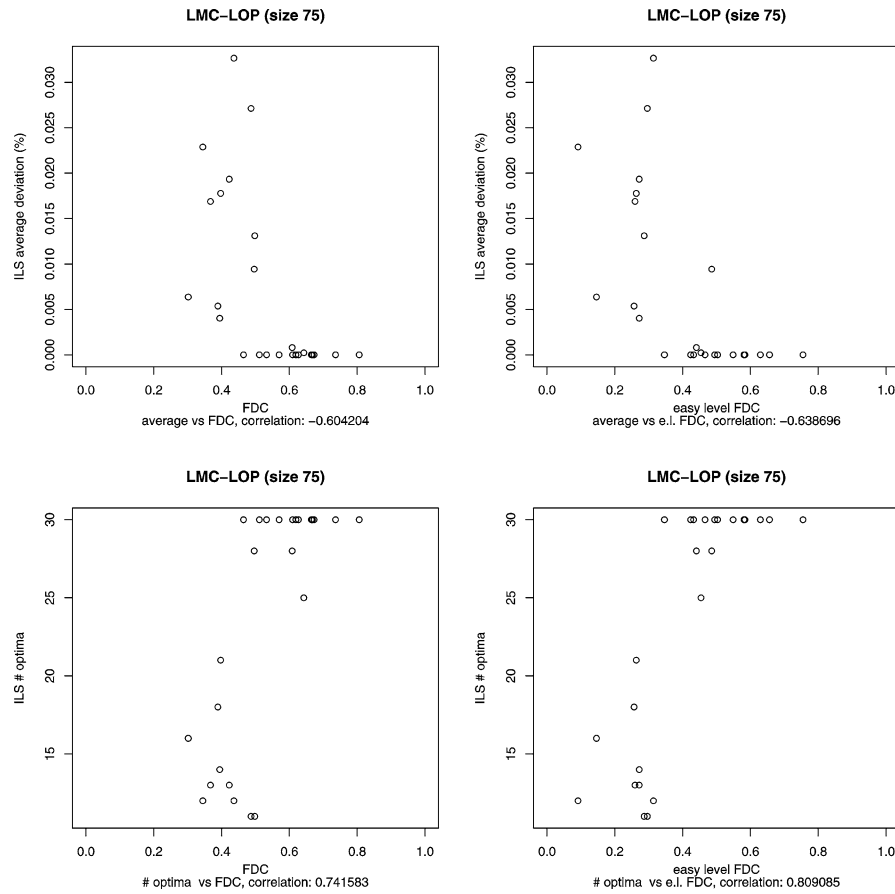 LMC−LOP (size 75)
ILS average deviation (%)
0.030
0.025
0.020
0.015
0.010
0.005
0.000
0.0 0.2 0.4 0.6 0.8 1.0
FDC
average vs FDC, correlation: −0.604204
LMC−LOP (size 75)
ILS average deviation (%)
0.030
0.025
0.020
0.015
0.010
0.005
0.000
0.0 0.2 0.4 0.6 0.8 1.0
easy level FDC
average vs e.l. FDC, correlation: −0.638696
LMC−LOP (size 75)
ILS # optima
30
25
20
15
0.0 0.2 0.4 0.6 0.8 1.0
FDC
# optima vs FDC, correlation: 0.741583
LMC−LOP (size 75)
ILS # optima
30
25
20
15
0.0 0.2 0.4 0.6 0.8 1.0
easy level FDC
# optima vs e.l. FDC, correlation: 0.809085